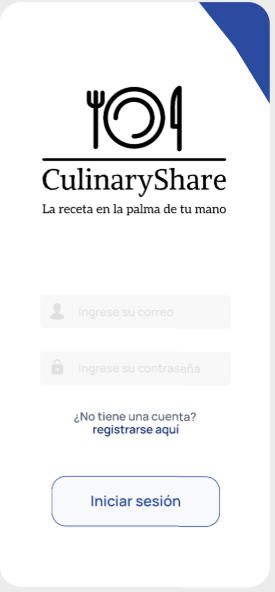 CulinaryShare
La receta en la palma de tu mano
Ingrese su correo
Ingrese su contraseña
¿No tiene una cuenta?
registrarse aquí
Iniciar sesión